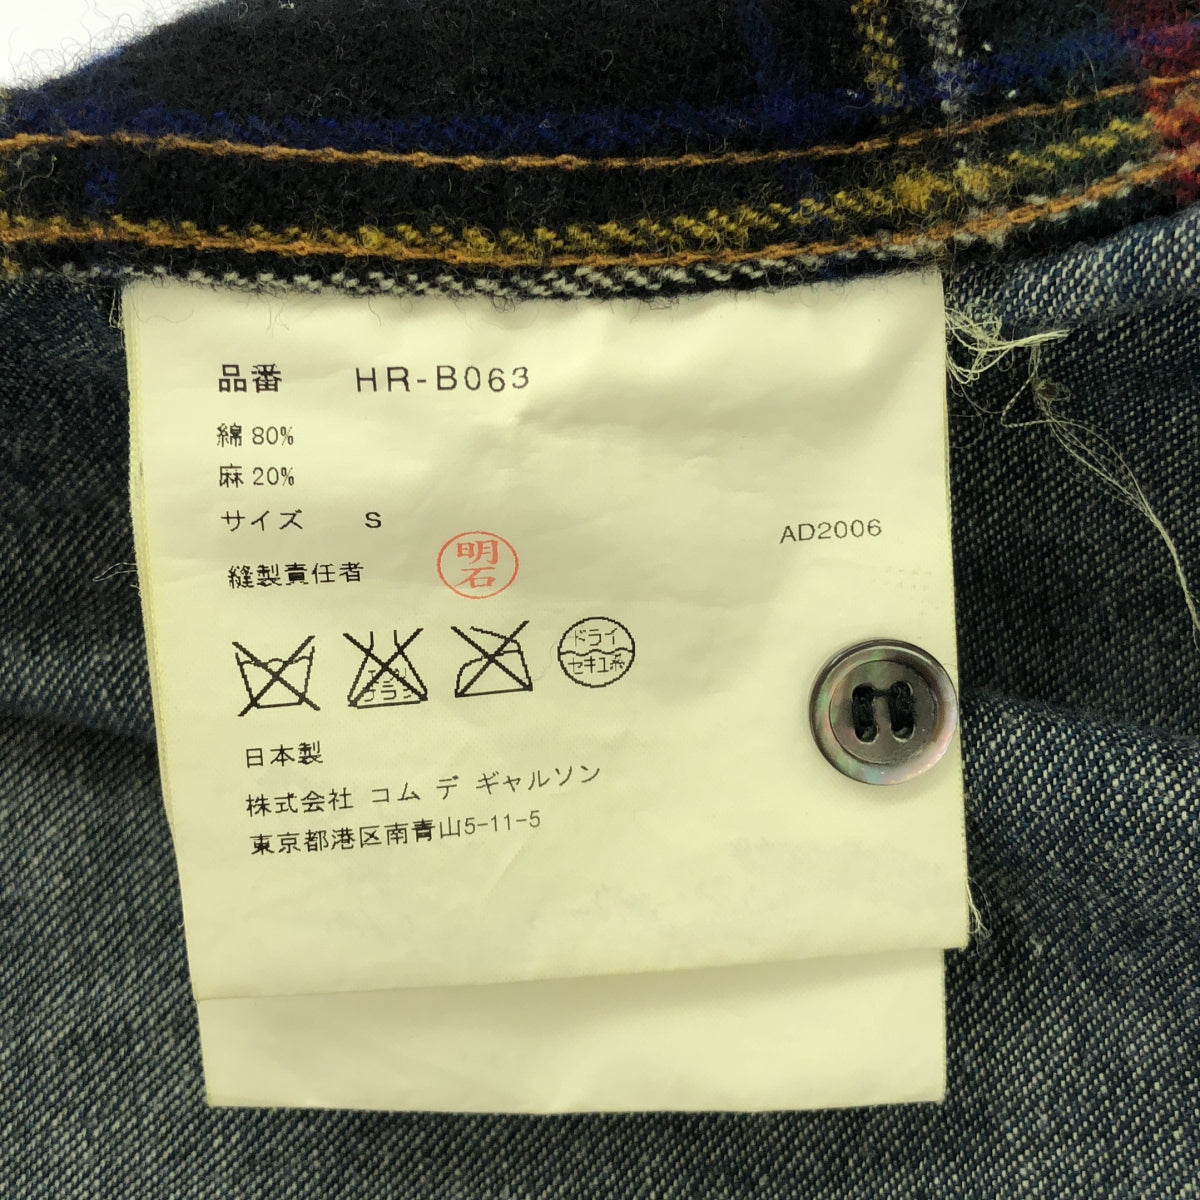 品番 HR-B063
綿 80%
麻 20%
サイズ S
AD2006
縫製責任者 明石
ドライ
セキユ系
日本製
株式会社 コム デ ギャルソン
東京都港区南青山5-11-5